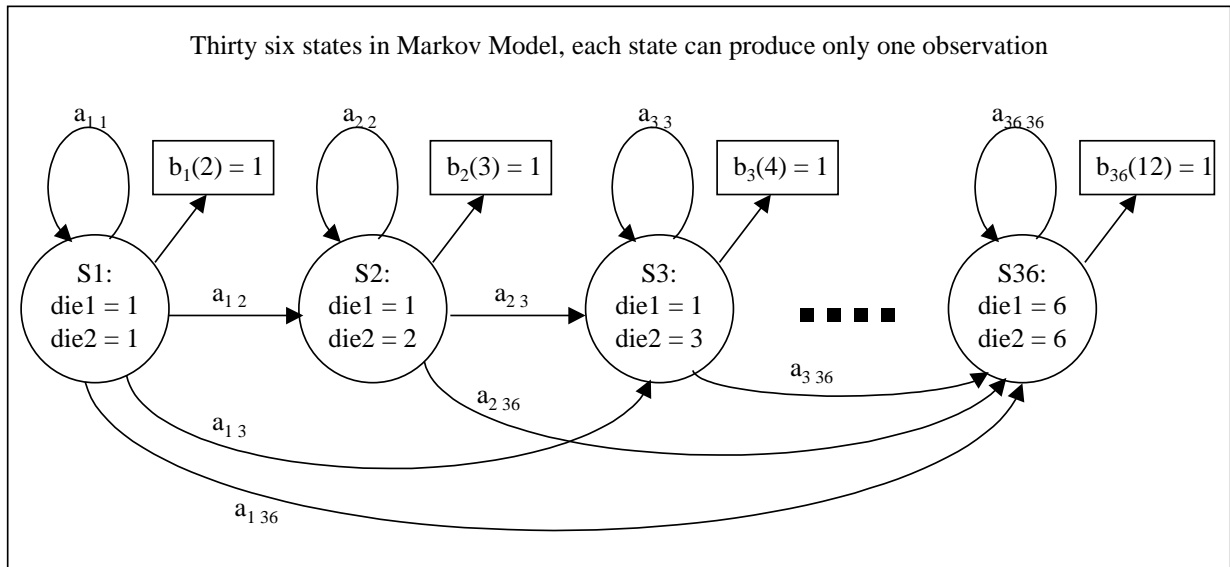 Thirty six states in Markov Model, each state can produce only one observation
a1 1
a2 2
a3 3
a36 36
b1(2) = 1
b2(3) = 1
b3(4) = 1
b36(12) = 1
S1:
die1 = 1
die2 = 1
a1 2
S2:
die1 = 1
die2 = 2
a2 3
S3:
die1 = 1
die2 = 3
S36:
die1 = 6
die2 = 6
a3 36
a2 36
a1 3
a1 36